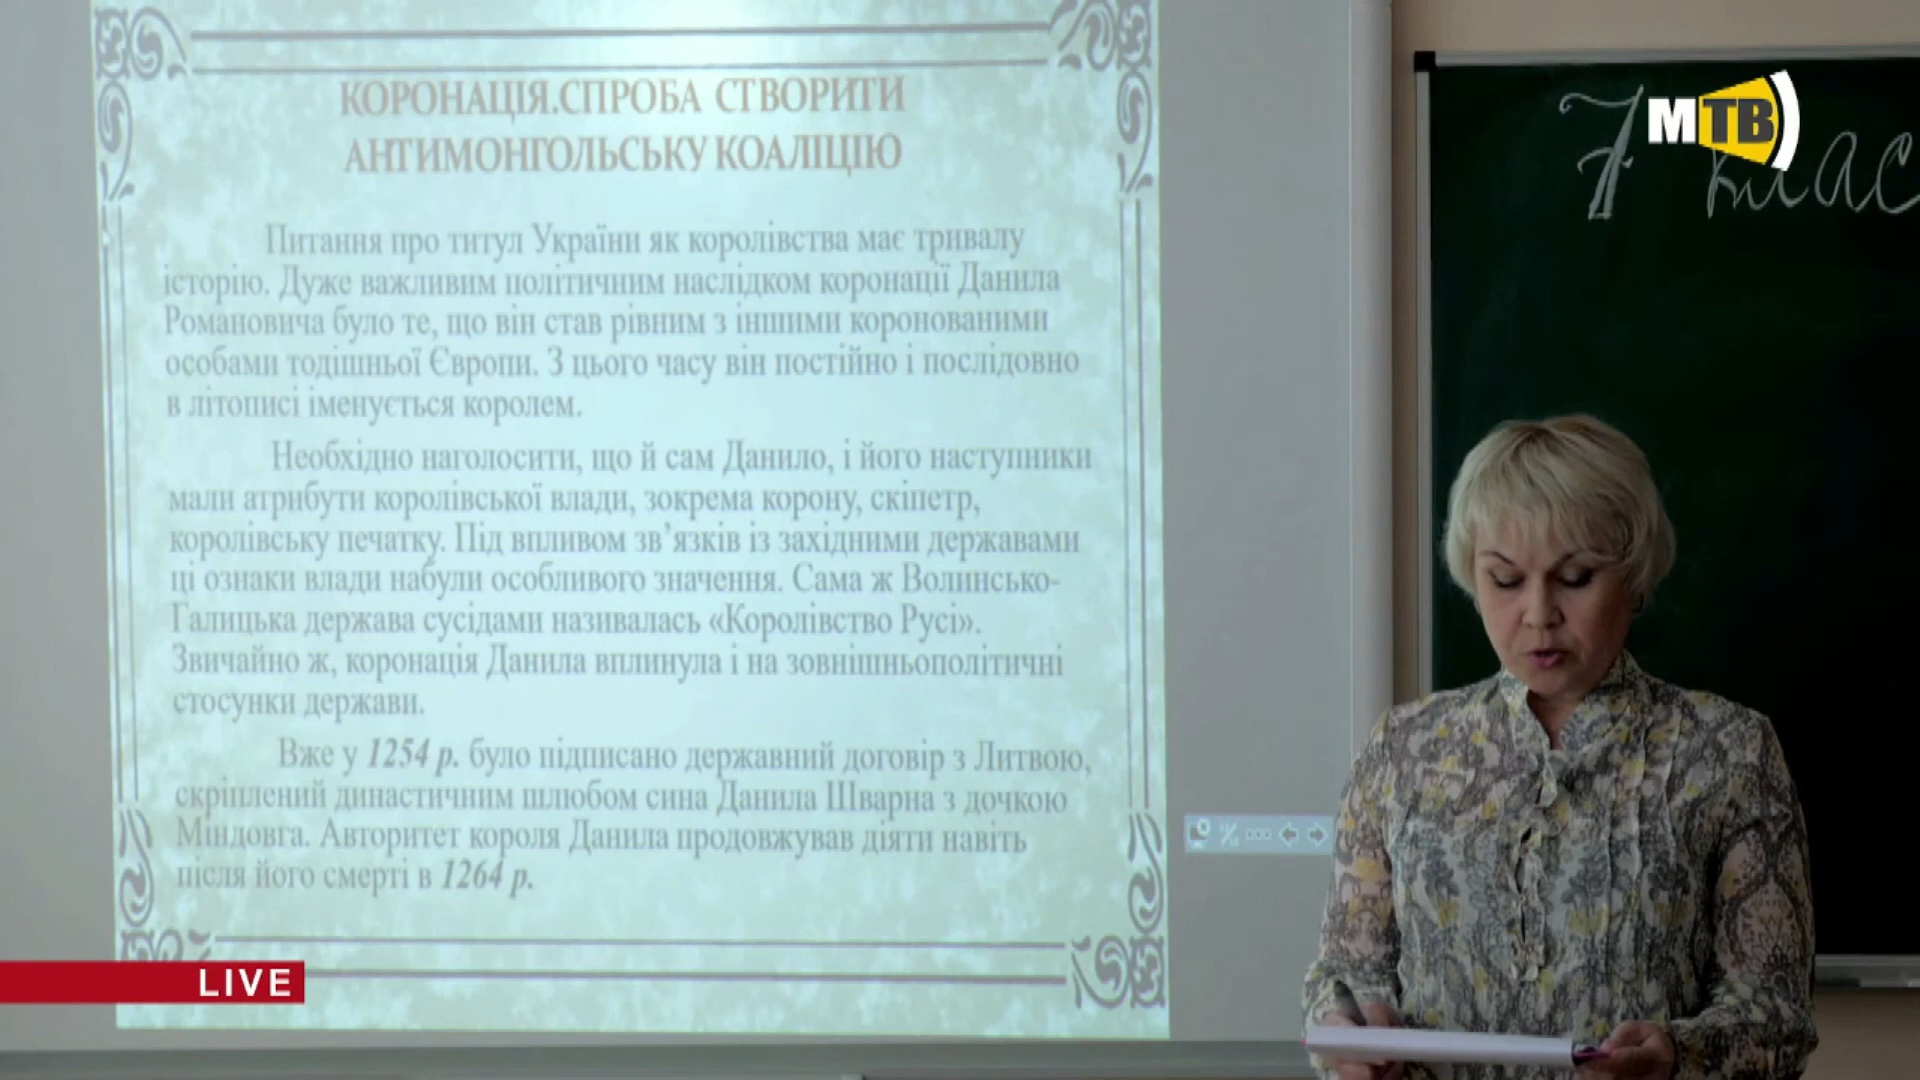 КОРОНАЦІЯ.СПРОБА СТВОРИТИ
АНТИМОНГОЛЬСЬКУ КОАЛІЦІЮ
Питання про титул України як королівства має тривалу
історію. Дуже важливим політичним наслідком коронації Данила
Романовича було те, що він став рівним з іншими коронованими
особами тодішньої Європи. З цього часу він постійно і послідовно
в літописі іменується королем.
Необхідно наголосити, що й сам Данило, і його наступники
мали атрибути королівської влади, зокрема корону, скіпетр,
королівську печатку. Під впливом зв’язків із західними державами
ці ознаки влади набули особливого значення. Сама ж Волинсько-
Галицька держава сусідами називалась «Королівство Русі».
Звичайно ж, коронація Данила вплинула і на зовнішньополітичні
стосунки держави.
Вже у 1254 р. було підписано державний договір з Литвою,
скріплений династичним шлюбом сина Данила Шварна з дочкою
Міндовга. Авторитет короля Данила продовжував діяти навіть
після його смерті в 1264 р.
7 клас
МТВ
LIVE